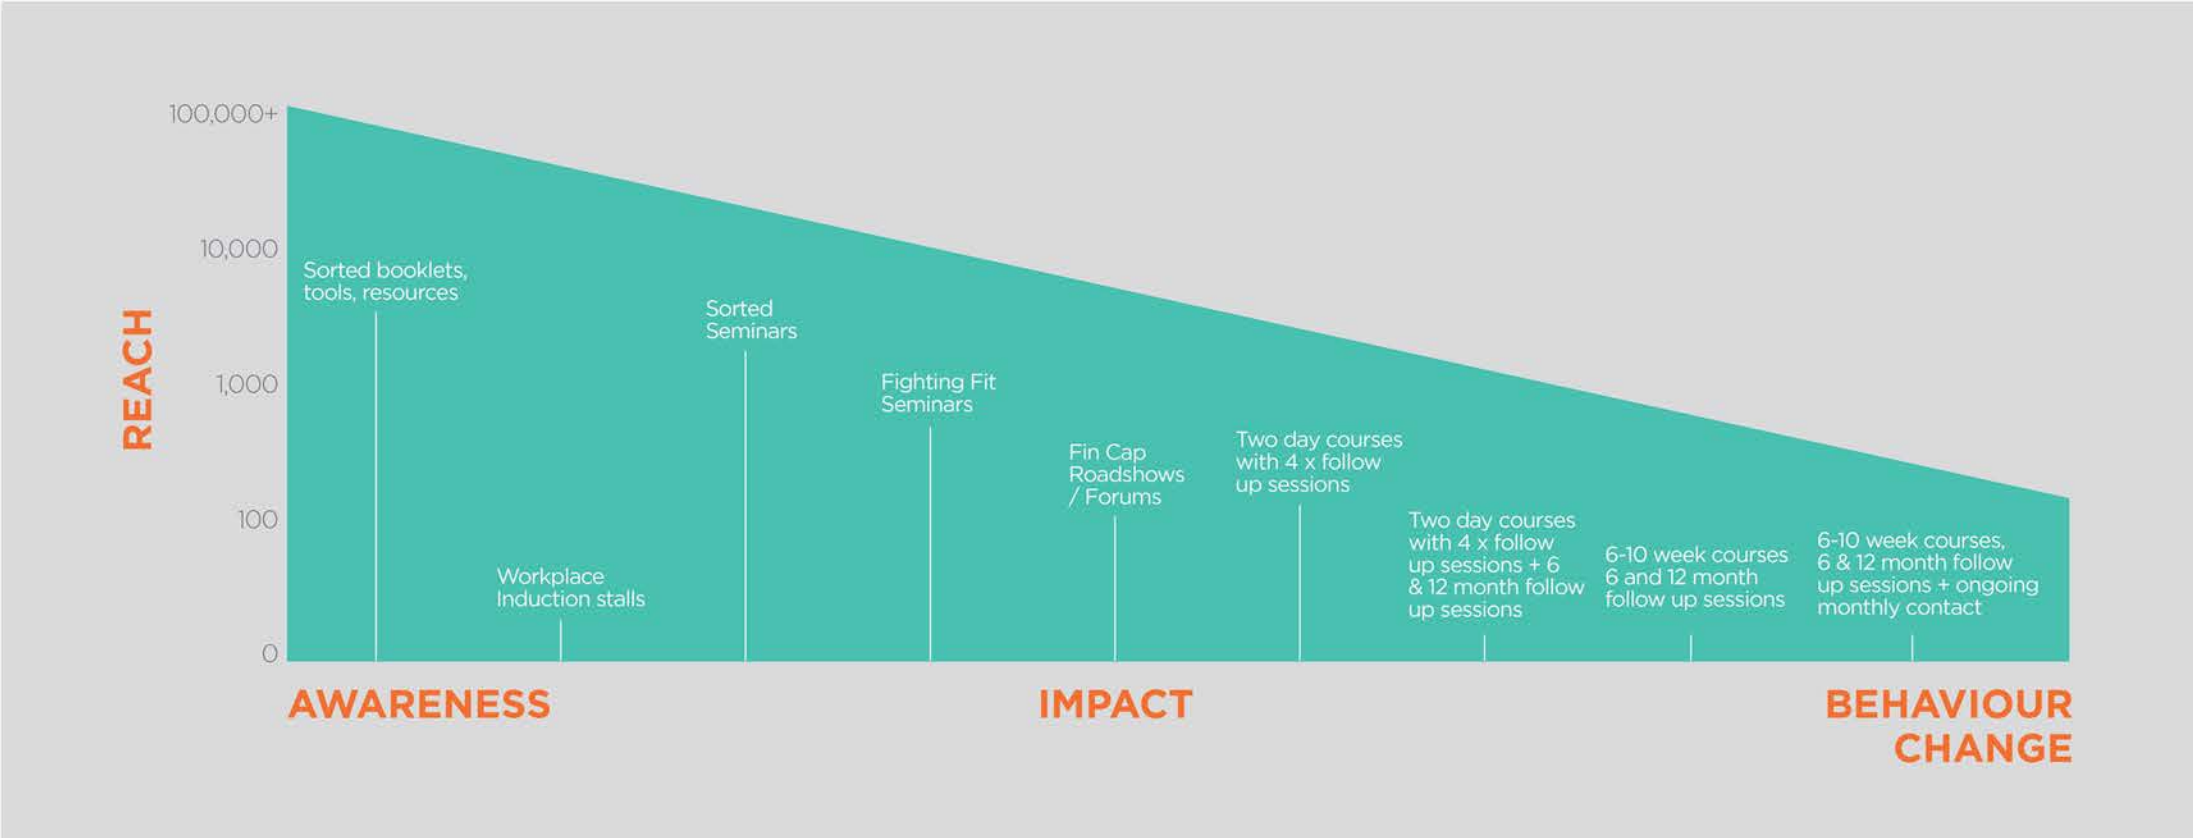 100,000+
10,000
1,000
100
0
REACH
Sorted booklets,
tools, resources
Workplace
Induction stalls
Sorted
Seminars
Fighting Fit
Seminars
Fin Cap
Roadshows
/ Forums
Two day courses
with 4 x follow
up sessions
Two day courses
with 4 x follow
up sessions + 6
& 12 month follow
up sessions
6-10 week courses
6 and 12 month
follow up sessions
6-10 week courses,
6 & 12 month follow
up sessions + ongoing
monthly contact
AWARENESS
IMPACT
BEHAVIOUR
CHANGE